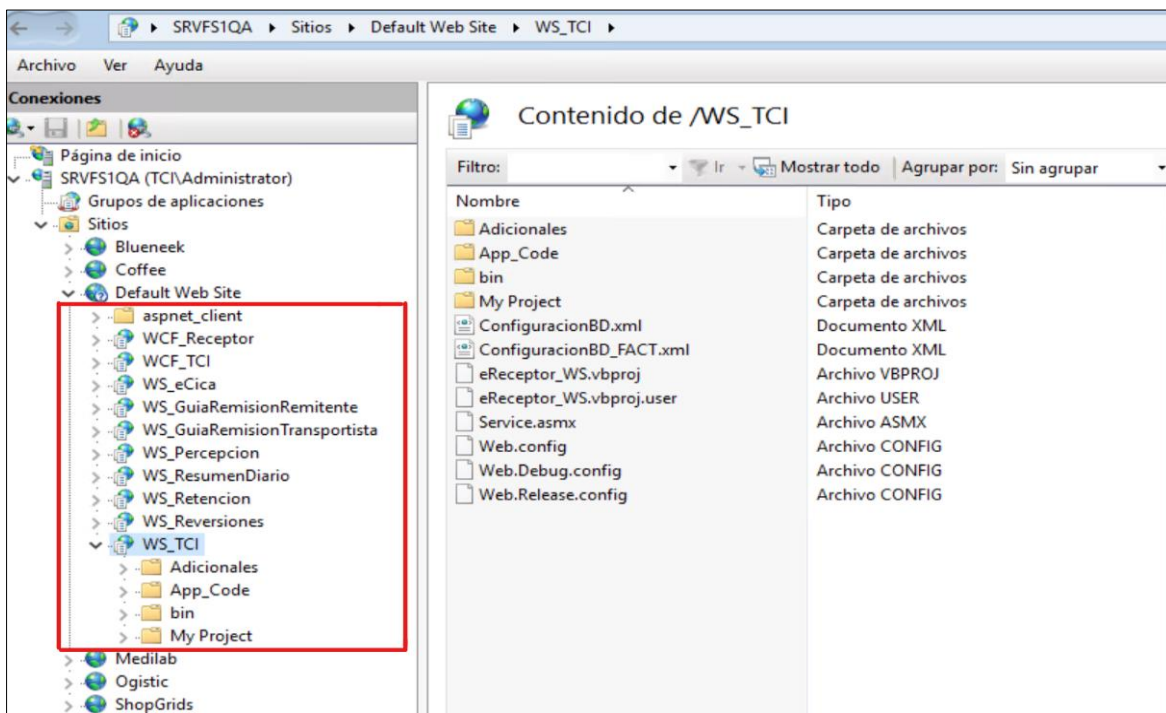 SRVFS1QA ▸ Sitios ▸ Default Web Site ▸ WS_TCI ▸
Archivo Ver Ayuda
Conexiones
Página de inicio
SRVFS1QA (TCI\Administrator)
Grupos de aplicaciones
Sitios
Blueneek
Coffee
Default Web Site
aspnet_client
WCF_Receptor
WCF_TCI
WS_eCica
WS_GuiaRemisionRemitente
WS_GuiaRemisionTransportista
WS_Percepcion
WS_ResumenDiario
WS_Retencion
WS_Reversiones
WS_TCI
Adicionales
App_Code
bin
My Project
Medilab
Ogistic
ShopGrids
Contenido de /WS_TCI
Filtro: Ir Mostrar todo Agrupar por: Sin agrupar
Nombre Tipo
Adicionales Carpeta de archivos
App_Code Carpeta de archivos
bin Carpeta de archivos
My Project Carpeta de archivos
ConfiguracionBD.xml Documento XML
ConfiguracionBD_FACT.xml Documento XML
eReceptor_WS.vbproj Archivo VBPROJ
eReceptor_WS.vbproj.user Archivo USER
Service.asmx Archivo ASMX
Web.config Archivo CONFIG
Web.Debug.config Archivo CONFIG
Web.Release.config Archivo CONFIG